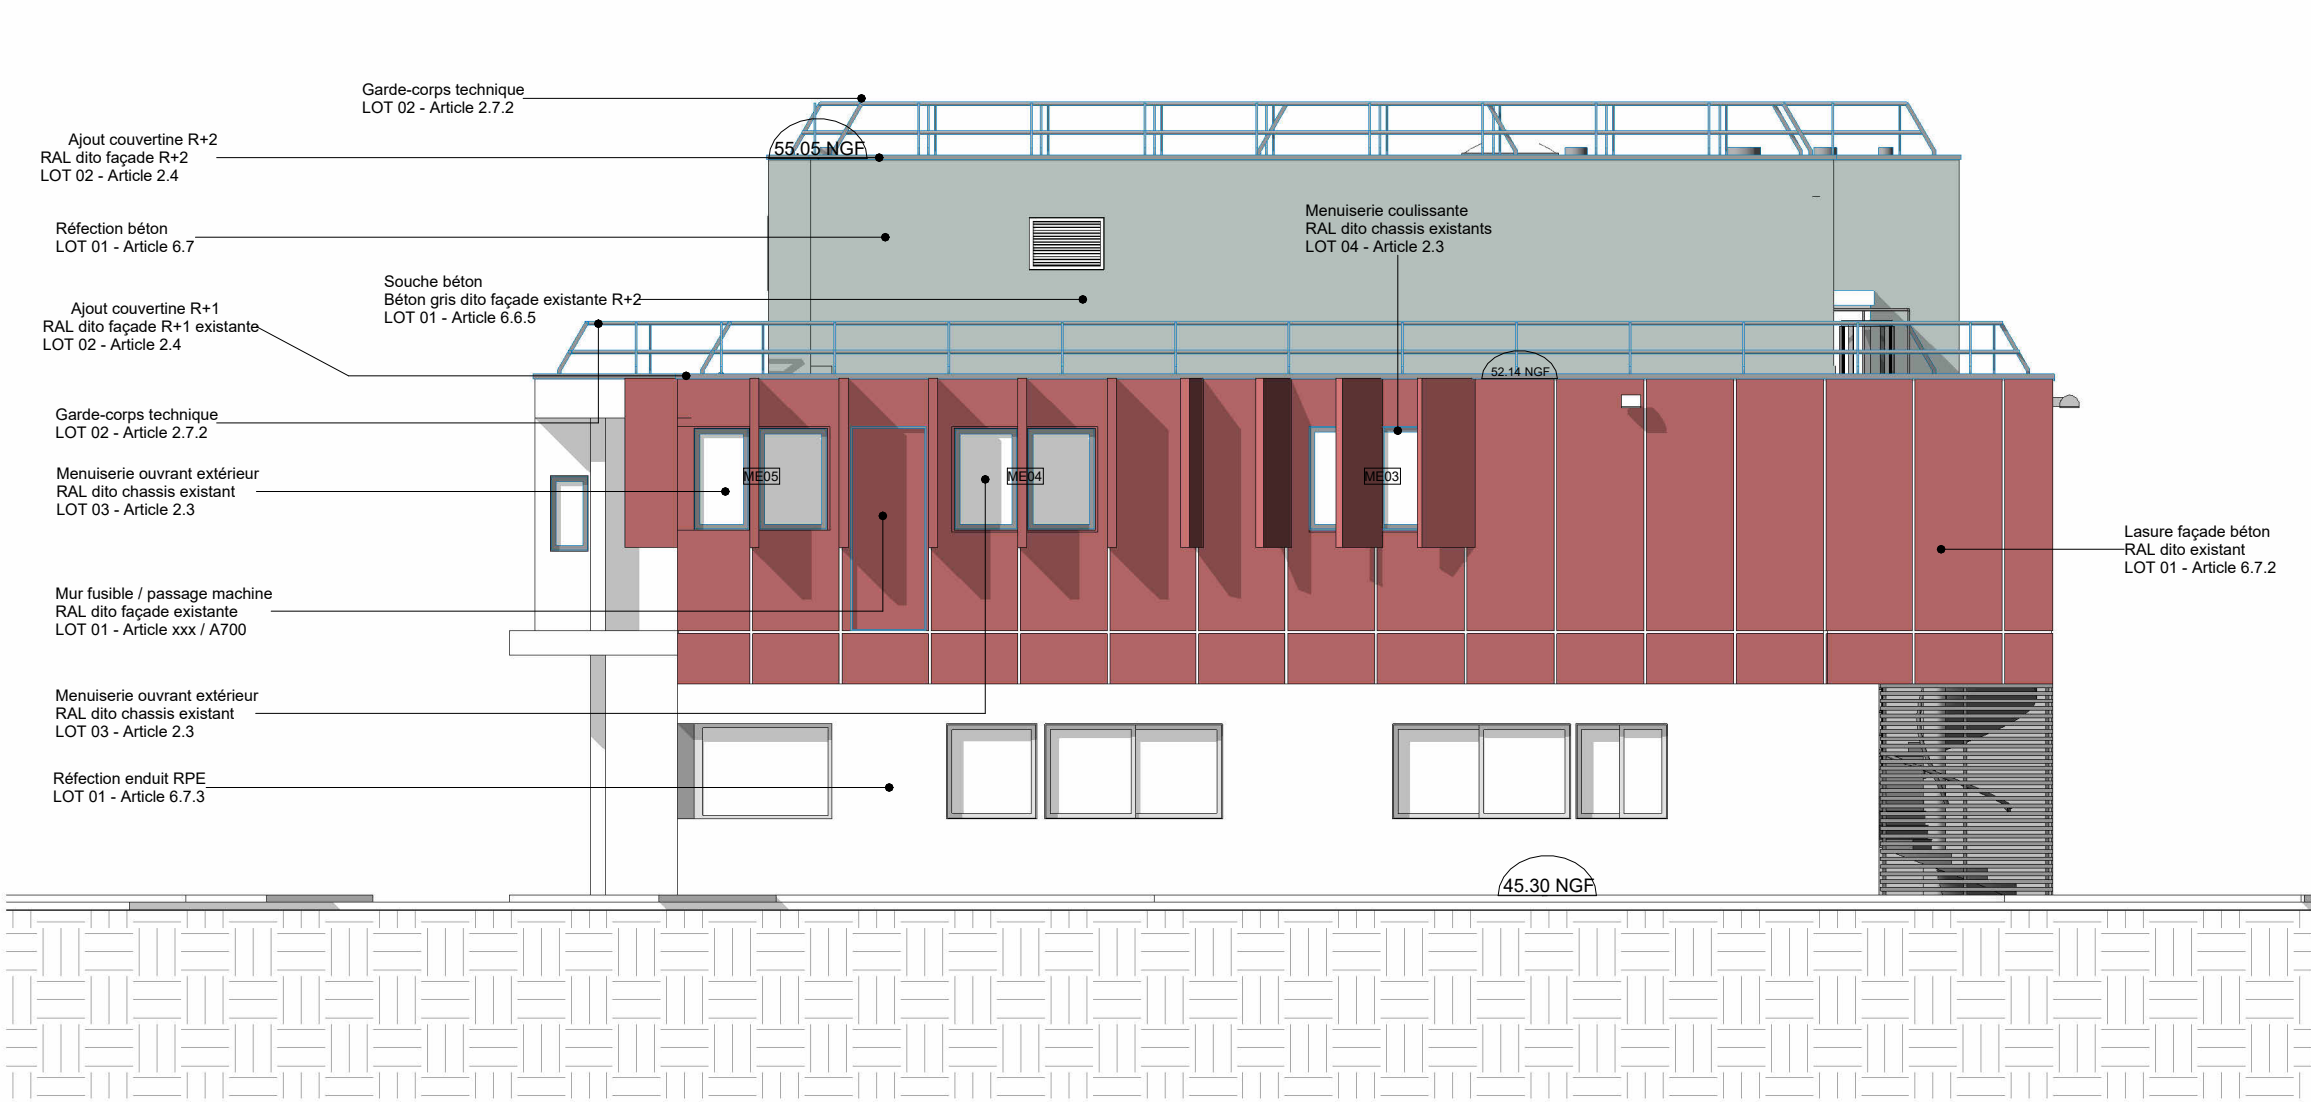 Garde-corps technique
LOT 02 - Article 2.7.2
Ajout couvertine R+2
RAL dito façade R+2
LOT 02 - Article 2.4
55.05 NGF
Réfection béton
LOT 01 - Article 6.7
Menuiserie coulissante
RAL dito chassis existants
LOT 04 - Article 2.3
Souche béton
Béton gris dito façade existante R+2
LOT 01 - Article 6.6.5
Ajout couvertine R+1
RAL dito façade R+1 existante
LOT 02 - Article 2.4
52.14 NGF
Garde-corps technique
LOT 02 - Article 2.7.2
Menuiserie ouvrant extérieur
RAL dito chassis existant
LOT 03 - Article 2.3
ME05
ME04
ME03
Lasure façade béton
RAL dito existant
LOT 01 - Article 6.7.2
Mur fusible / passage machine
RAL dito façade existante
LOT 01 - Article xxx / A700
Menuiserie ouvrant extérieur
RAL dito chassis existant
LOT 03 - Article 2.3
Réfection enduit RPE
LOT 01 - Article 6.7.3
45.30 NGF